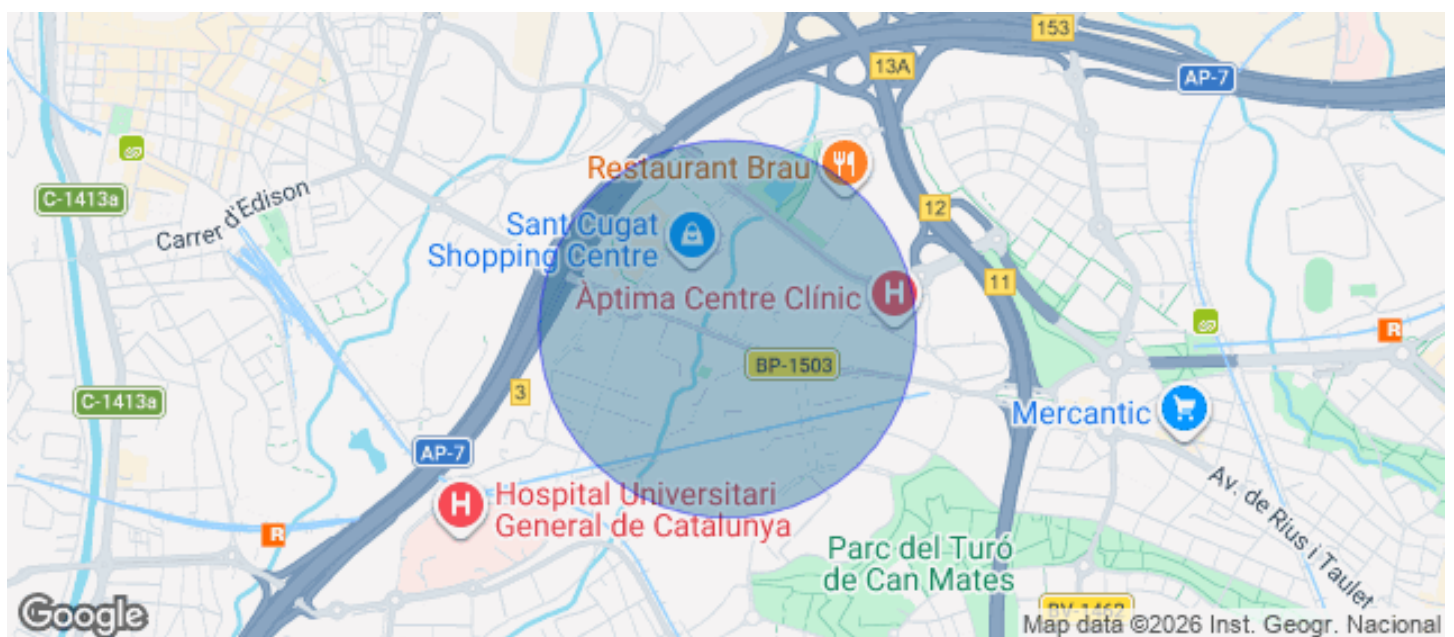 153
13A
AP-7
Restaurant Brau
C-1413a
Carrer d'Edison
12
Sant Cugat
Shopping Centre
11
Àptima Centre Clínic
BP-1503
3
C-1413a
Mercantic
AP-7
Hospital Universitari
General de Catalunya
Av. de Rius i Taulet
R
R
H
H
Parc del Turó
de Can Mates
BV-1462
Google
Map data ©2026 Inst. Geogr. Nacional